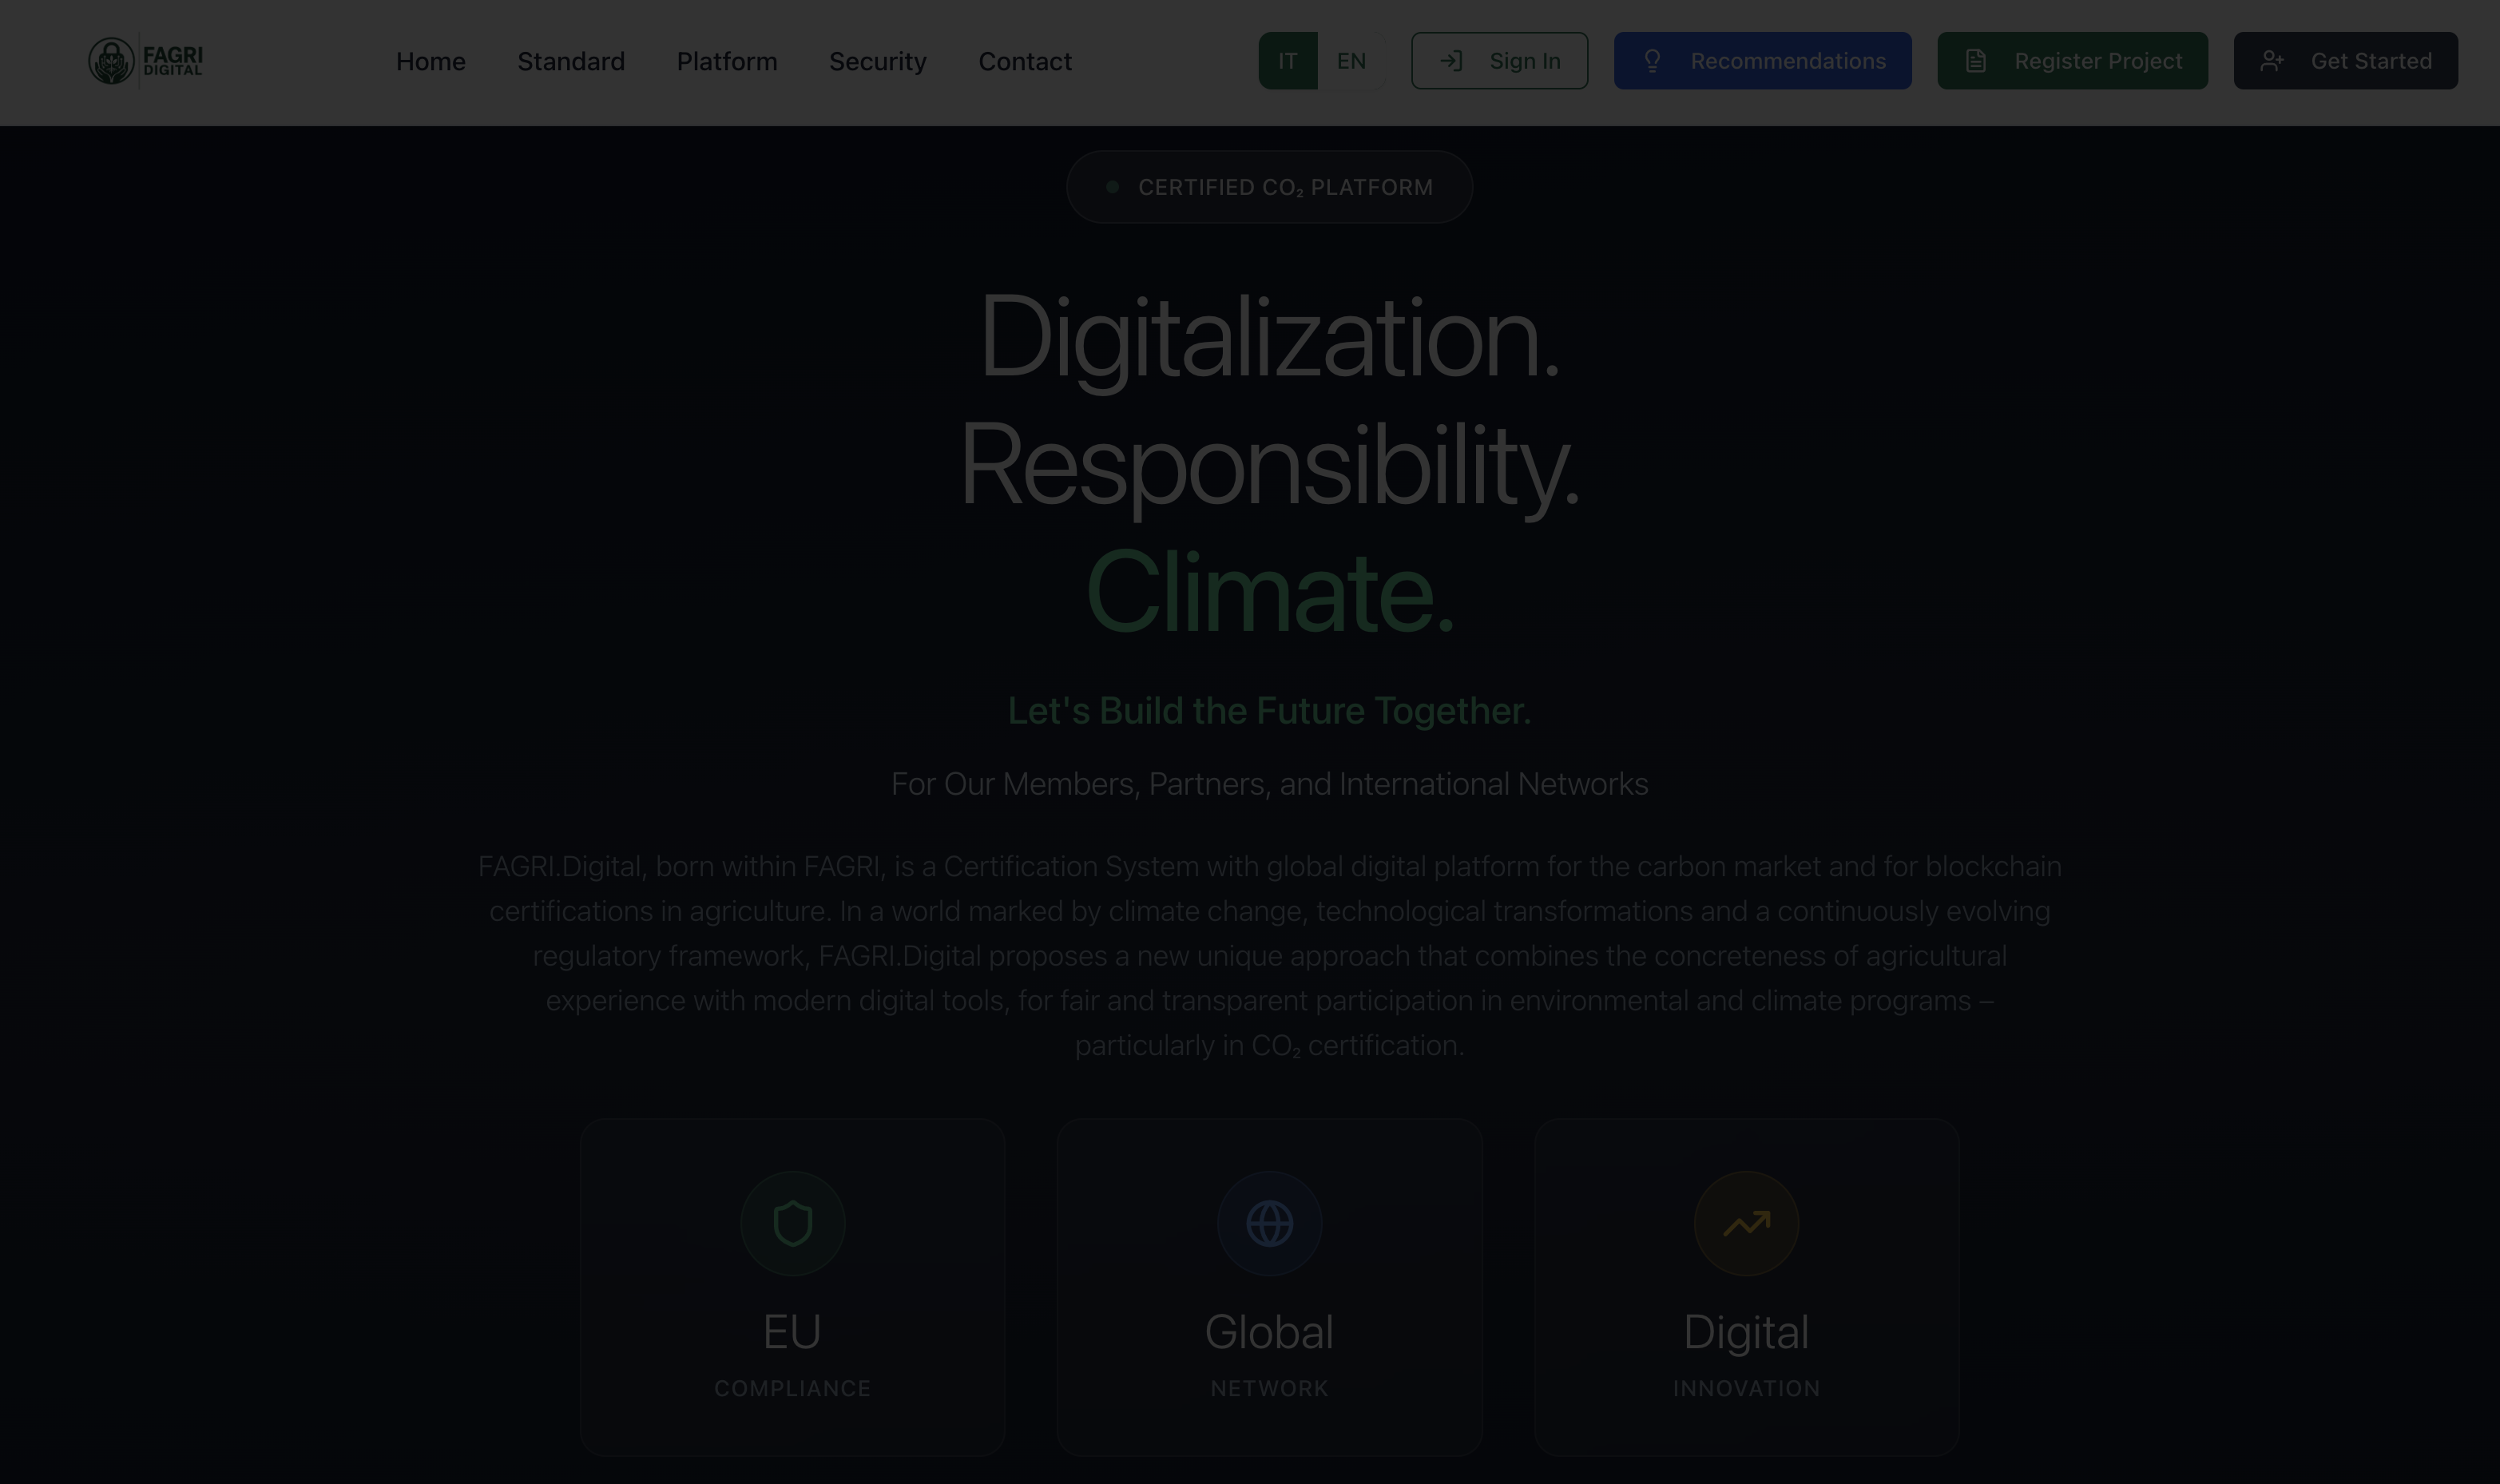 FAGRI
DIGITAL
Home Standard Platform Security Contact IT EN Sign In Recommendations Register Project Get Started
CERTIFIED CO₂ PLATFORM
Digitalization.
Responsibility.
Climate.
Let's Build the Future Together.
For Our Members, Partners, and International Networks
FAGRI.Digital, born within FAGRI, is a Certification System with global digital platform for the carbon market and for blockchain
certifications in agriculture. In a world marked by climate change, technological transformations and a continuously evolving
regulatory framework, FAGRI.Digital proposes a new unique approach that combines the concreteness of agricultural
experience with modern digital tools, for fair and transparent participation in environmental and climate programs —
particularly in CO₂ certification.
EU
COMPLIANCE
Global
NETWORK
Digital
INNOVATION